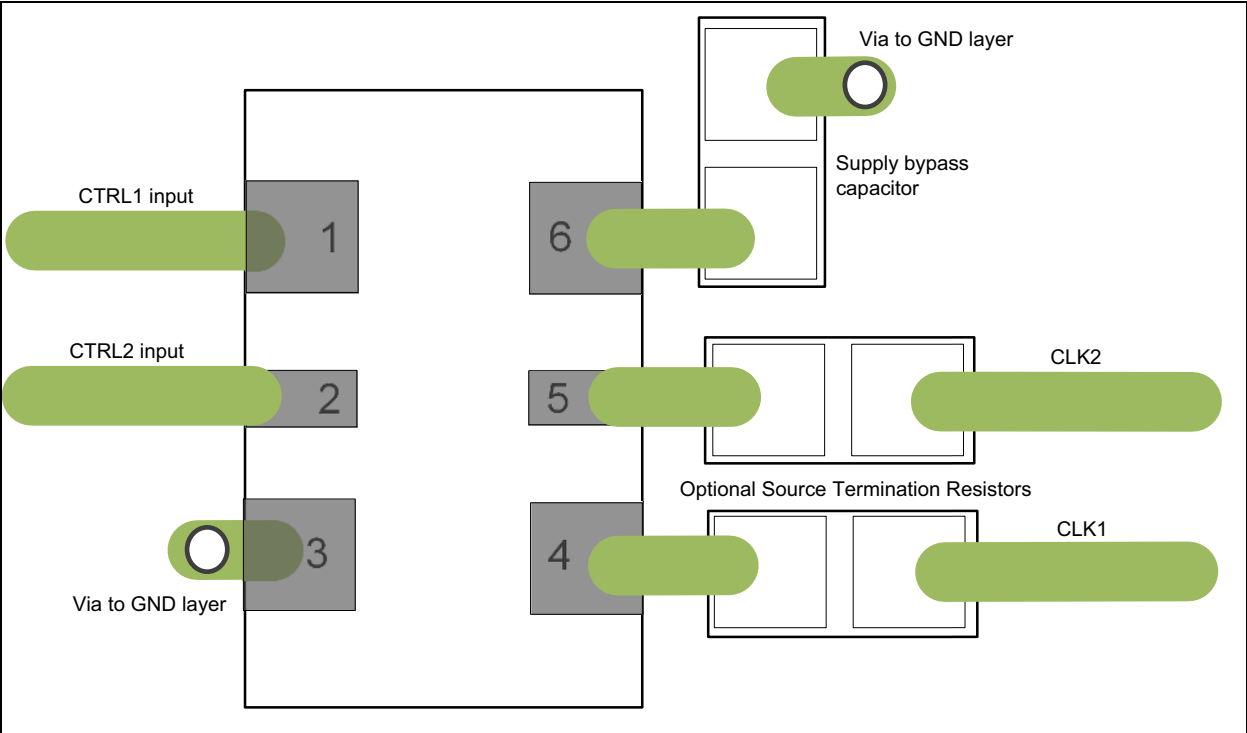 Via to GND layer
Supply bypass
capacitor
CTRL1 input
1
6
CTRL2 input
2
5
CLK2
Optional Source Termination Resistors
CLK1
3
4
Via to GND layer